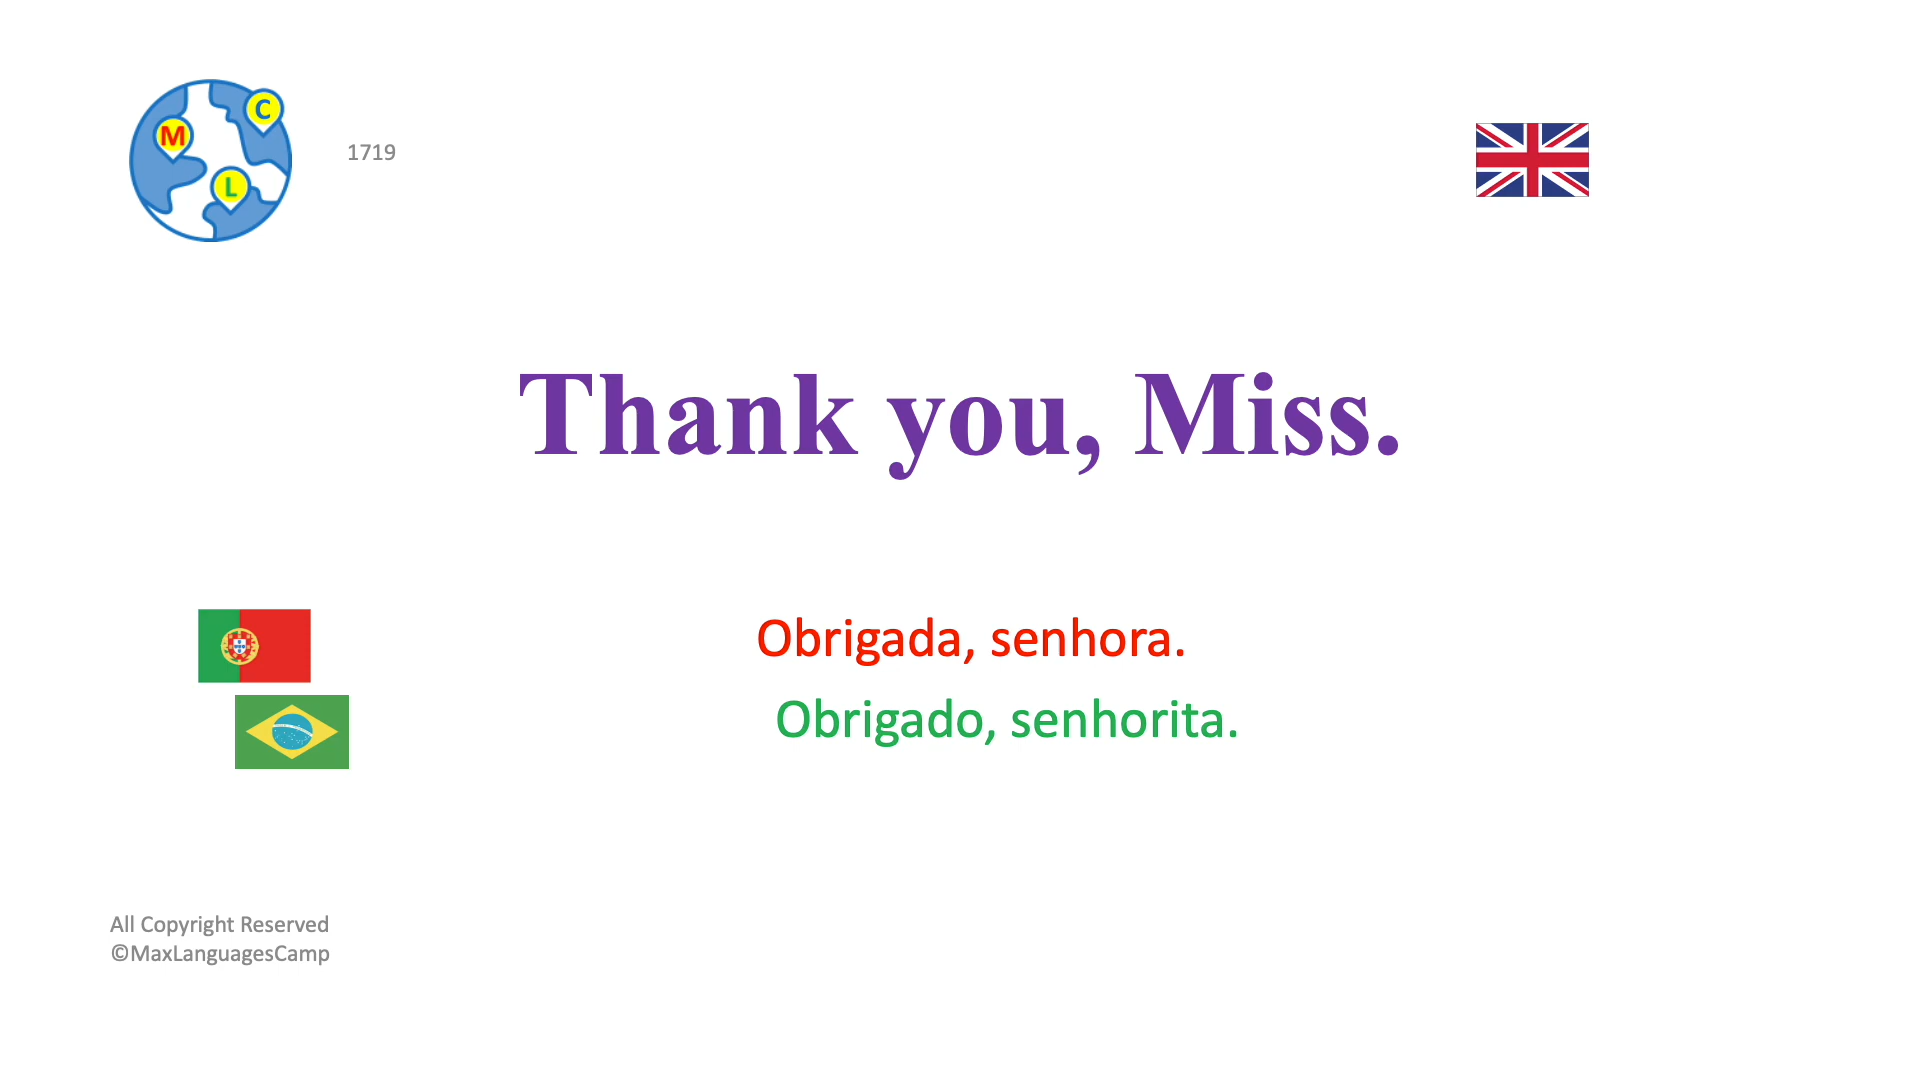 C
M
L
1719
Thank you, Miss.
Obrigada, senhora.
Obrigado, senhorita.
All Copyright Reserved
©MaxLanguagesCamp